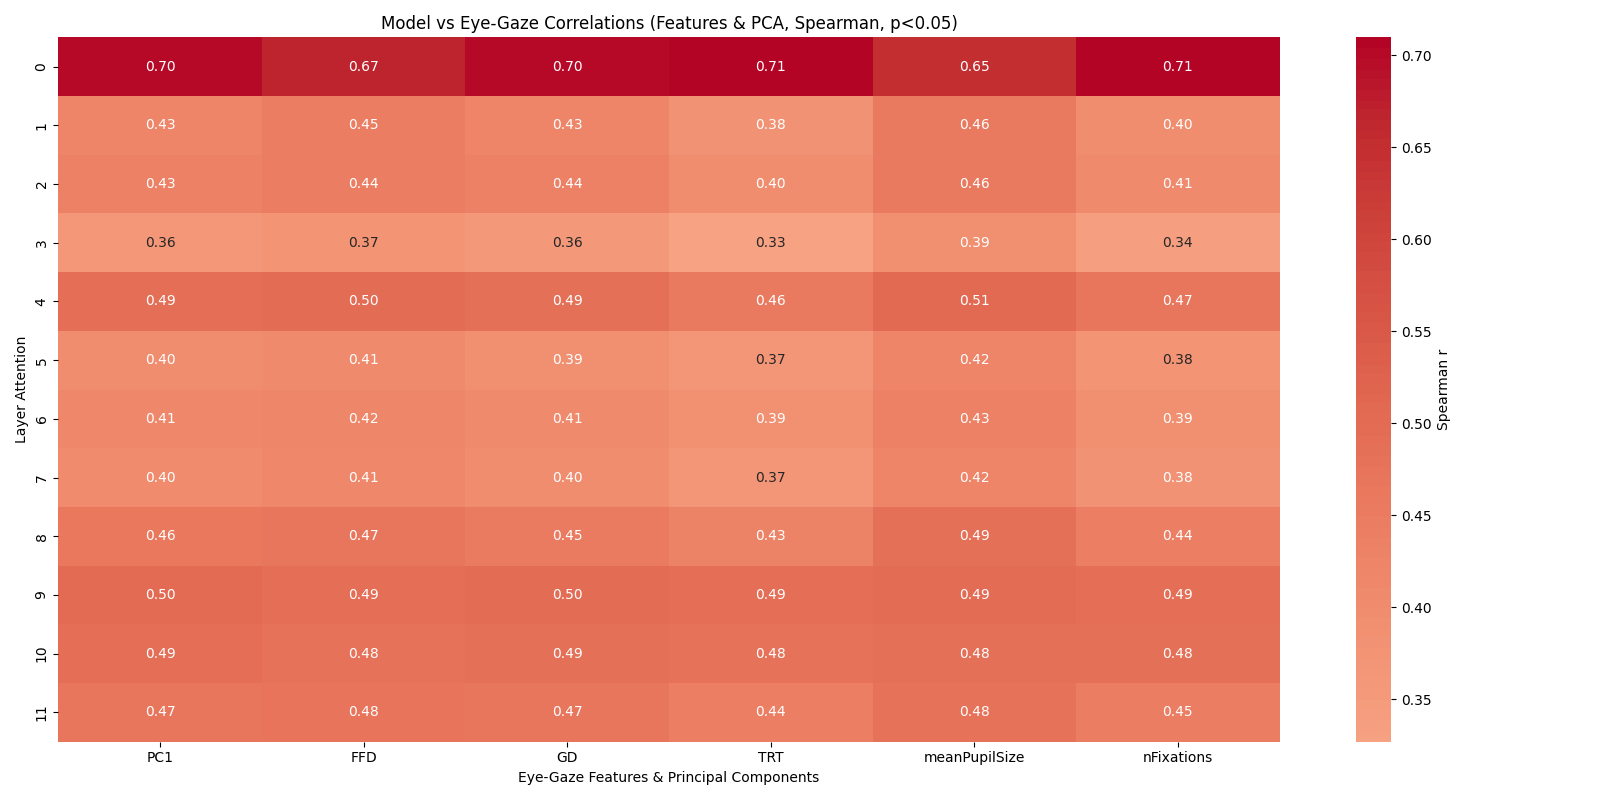 Model vs Eye-Gaze Correlations (Features & PCA, Spearman, p<0.05)
Layer Attention
0 0.70 0.67 0.70 0.71 0.65 0.71
1 0.43 0.45 0.43 0.38 0.46 0.40
2 0.43 0.44 0.44 0.40 0.46 0.41
3 0.36 0.37 0.36 0.33 0.39 0.34
4 0.49 0.50 0.49 0.46 0.51 0.47
5 0.40 0.41 0.39 0.37 0.42 0.38
6 0.41 0.42 0.41 0.39 0.43 0.39
7 0.40 0.41 0.40 0.37 0.42 0.38
8 0.46 0.47 0.45 0.43 0.49 0.44
9 0.50 0.49 0.50 0.49 0.49 0.49
10 0.49 0.48 0.49 0.48 0.48 0.48
11 0.47 0.48 0.47 0.44 0.48 0.45
PC1 FFD GD TRT meanPupilSize nFixations
Eye-Gaze Features & Principal Components
0.70
0.65
0.60
0.55
0.50
0.45
0.40
0.35
Spearman r